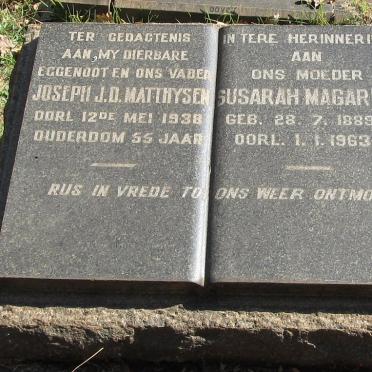 TER GEDAGTENIS
AAN MY DIERBARE
EGGENOOT EN ONS VADER
JOSEPH J.D. MATTHYSEN
OORL 12DE MEI 1938
OUDERDOM 55 JAAR
IN TERE HERINNERI
AAN
ONS MOEDER
SUSARAH MAGAR
GEB. 28. 7. 1889
OORL. 1. 1. 1963
RUS IN VREDE TO ONS WEER ONTMO